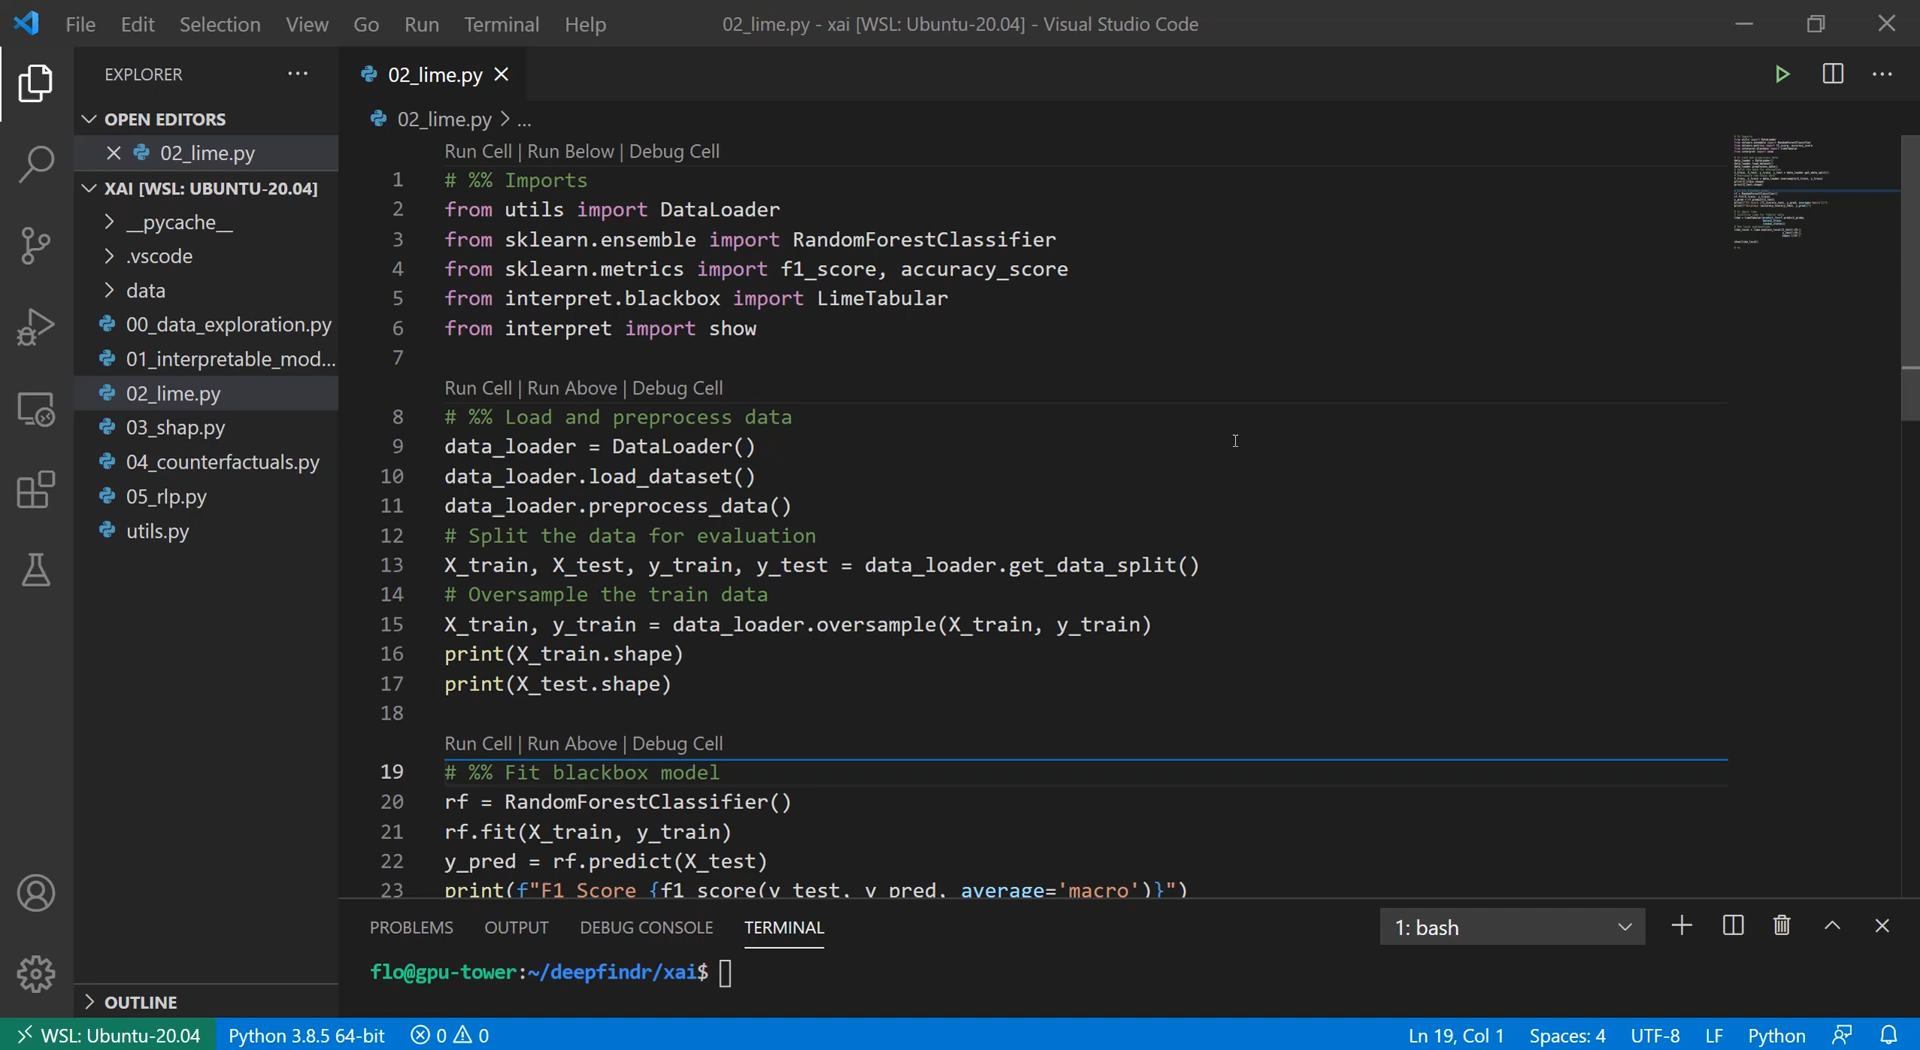 File Edit Selection View Go Run Terminal Help
02_lime.py - xai [WSL: Ubuntu-20.04] - Visual Studio Code
EXPLORER ...
OPEN EDITORS
02_lime.py
XAI [WSL: UBUNTU-20.04]
__pycache__
.vscode
data
00_data_exploration.py
01_interpretable_mod...
02_lime.py
03_shap.py
04_counterfactuals.py
05_rlp.py
utils.py
OUTLINE
02_lime.py
02_lime.py > ...
Run Cell | Run Below | Debug Cell
1 # %% Imports
2 from utils import DataLoader
3 from sklearn.ensemble import RandomForestClassifier
4 from sklearn.metrics import f1_score, accuracy_score
5 from interpret.blackbox import LimeTabular
6 from interpret import show
7
Run Cell | Run Above | Debug Cell
8 # %% Load and preprocess data
9 data_loader = DataLoader()
10 data_loader.load_dataset()
11 data_loader.preprocess_data()
12 # Split the data for evaluation
13 X_train, X_test, y_train, y_test = data_loader.get_data_split()
14 # Oversample the train data
15 X_train, y_train = data_loader.oversample(X_train, y_train)
16 print(X_train.shape)
17 print(X_test.shape)
18
Run Cell | Run Above | Debug Cell
19 # %% Fit blackbox model
20 rf = RandomForestClassifier()
21 rf.fit(X_train, y_train)
22 y_pred = rf.predict(X_test)
23 print(f"F1 Score {f1_score(y_test, y_pred, average='macro')}")
PROBLEMS OUTPUT DEBUG CONSOLE TERMINAL
1: bash
flo@gpu-tower:~/deepfindr/xai$
WSL: Ubuntu-20.04 Python 3.8.5 64-bit 0 0
Ln 19, Col 1 Spaces: 4 UTF-8 LF Python